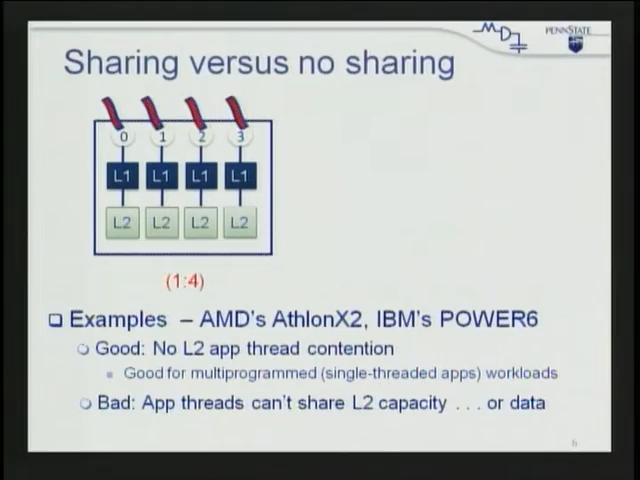 PENNSTATE
Sharing versus no sharing
0 1 2 3
L1 L1 L1 L1
L2 L2 L2 L2
(1:4)
Examples – AMD's AthlonX2, IBM's POWER6
Good: No L2 app thread contention
Good for multiprogrammed (single-threaded apps) workloads
Bad: App threads can't share L2 capacity . . . or data
6